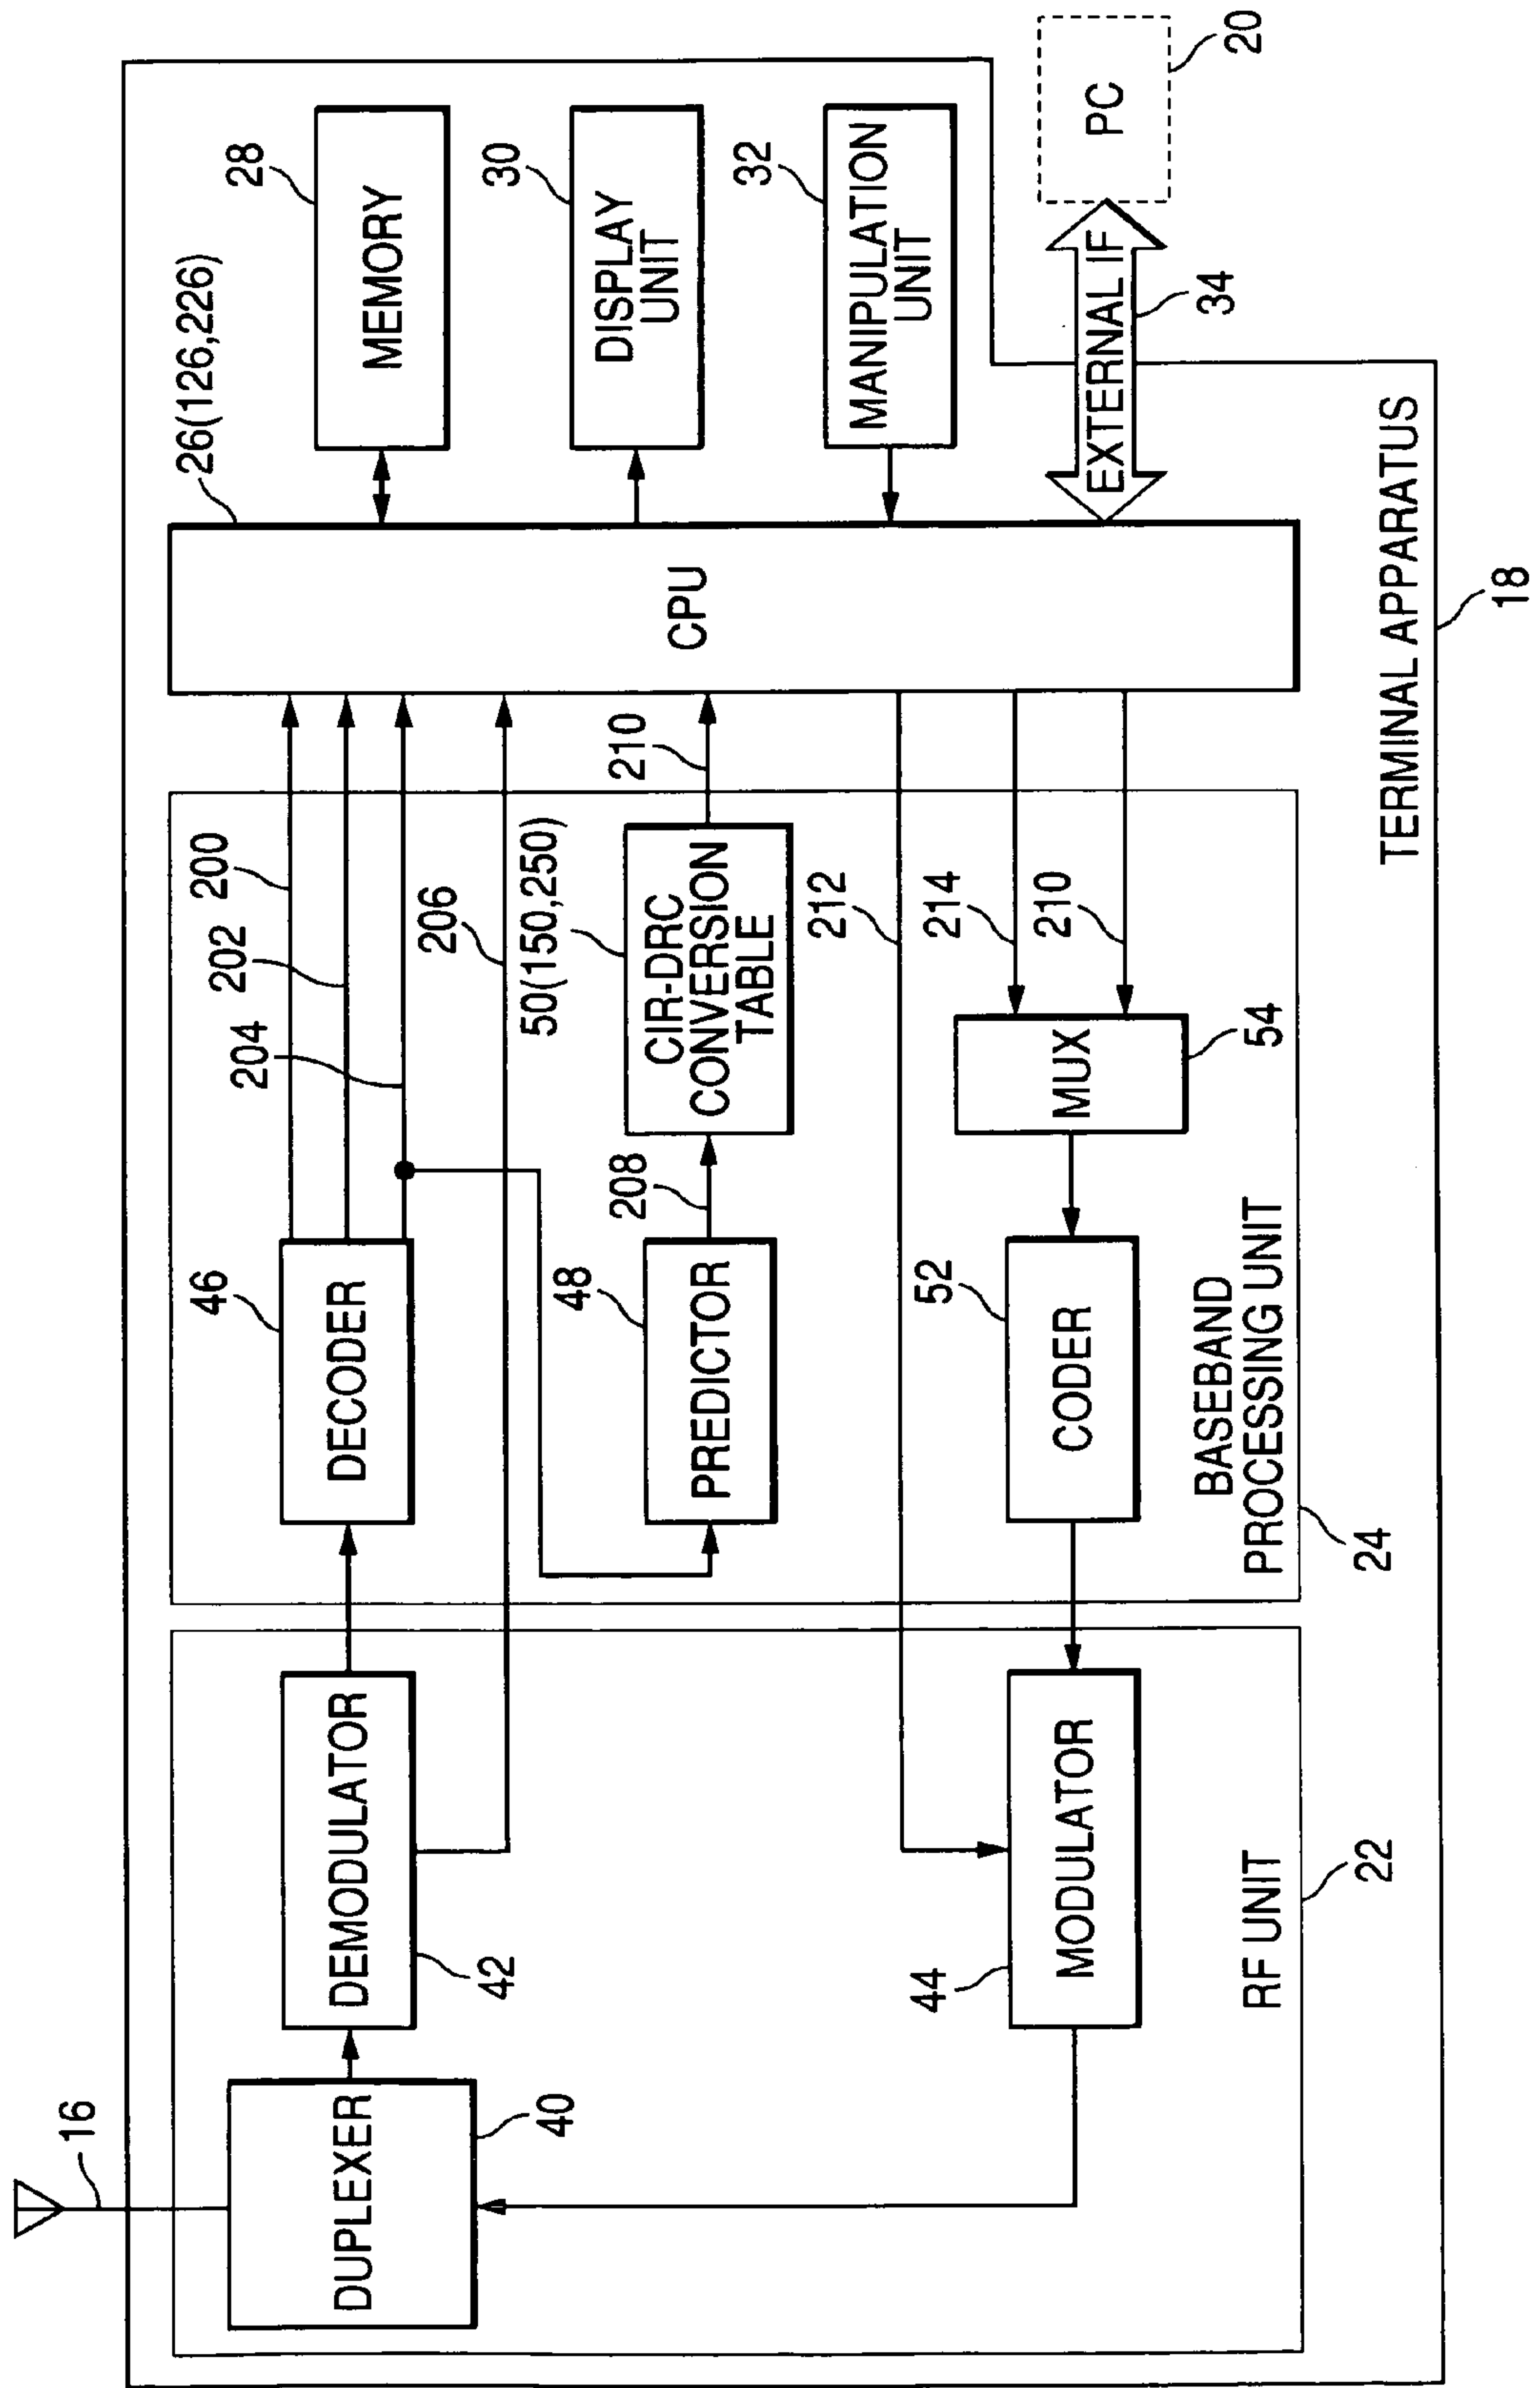 16
DUPLEXER
40
DEMODULATOR
42
MODULATOR
44
RF UNIT
22
DECODER
46
200
202
204
206
PREDICTOR
48
208
50(150,250)
CIR-DRC
CONVERSION
TABLE
210
212
214
210
MUX
54
CODER
52
BASEBAND
PROCESSING UNIT
24
CPU
26(126,226)
MEMORY
28
DISPLAY
UNIT
30
MANIPULATION
UNIT
32
EXTERNAL IF
34
PC
20
TERMINAL APPARATUS
18